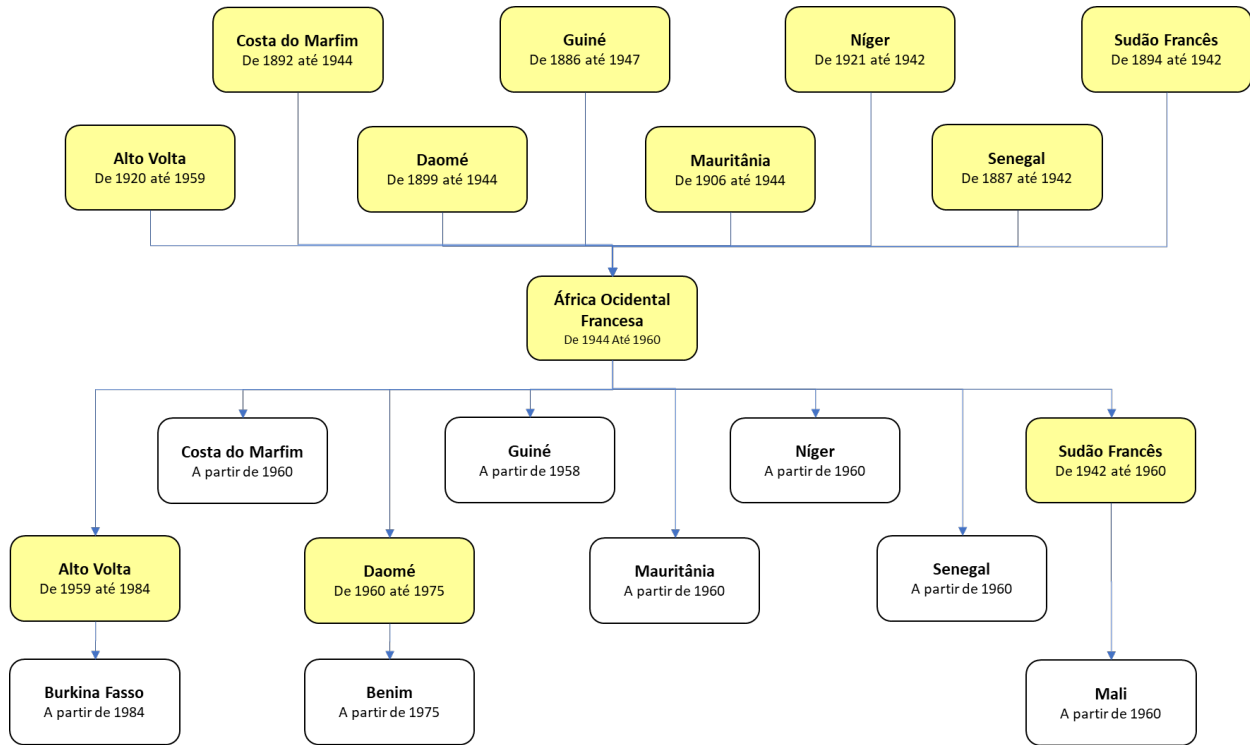 Costa do Marfim
De 1892 até 1944
Guiné
De 1886 até 1947
Níger
De 1921 até 1942
Sudão Francês
De 1894 até 1942
Alto Volta
De 1920 até 1959
Daomé
De 1899 até 1944
Mauritânia
De 1906 até 1944
Senegal
De 1887 até 1942
África Ocidental
Francesa
De 1944 Até 1960
Costa do Marfim
A partir de 1960
Guiné
A partir de 1958
Níger
A partir de 1960
Sudão Francês
De 1942 até 1960
Alto Volta
De 1959 até 1984
Daomé
De 1960 até 1975
Mauritânia
A partir de 1960
Senegal
A partir de 1960
Burkina Fasso
A partir de 1984
Benim
A partir de 1975
Mali
A partir de 1960